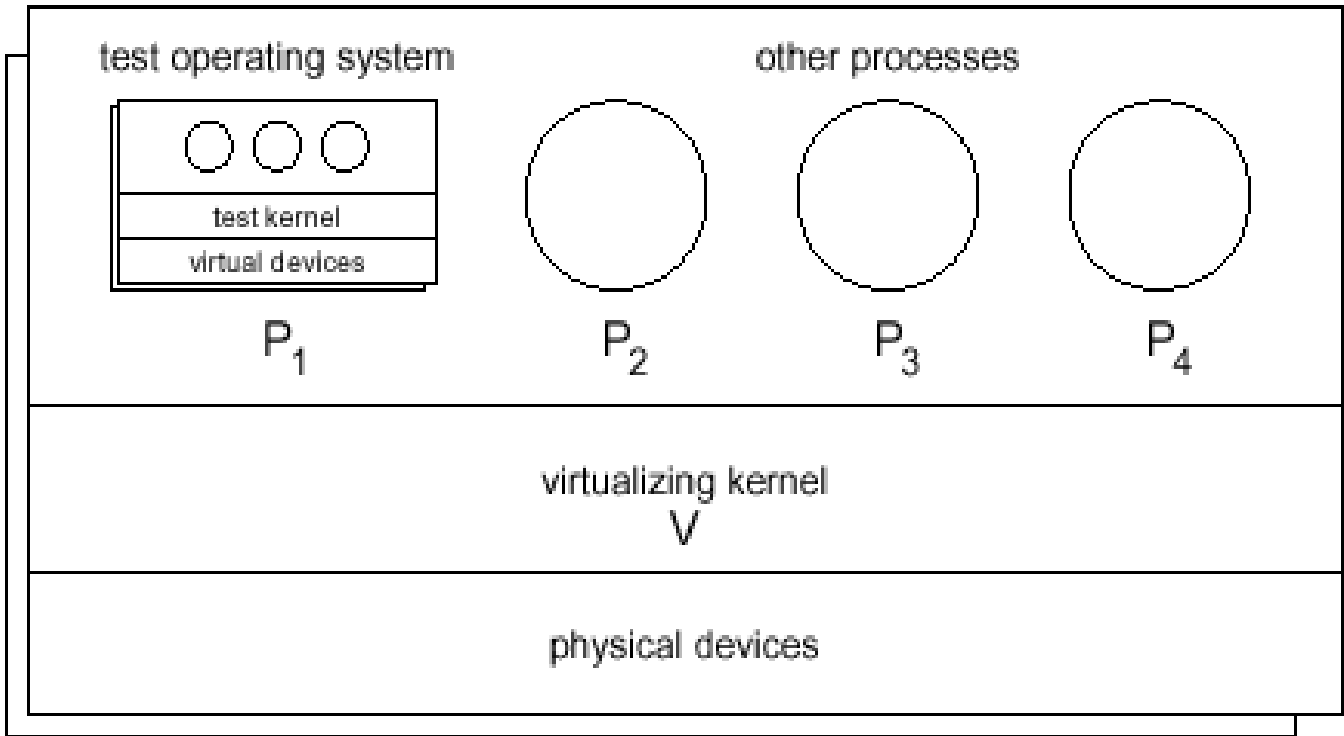 test operating system other processes
test kernel
virtual devices
P1 P2 P3 P4
virtualizing kernel
V
physical devices